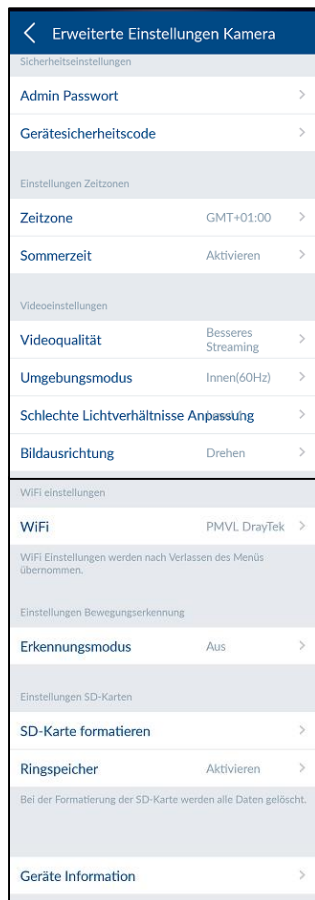 Erweiterte Einstellungen Kamera
Sicherheitseinstellungen
Admin Passwort
Gerätesicherheitscode
Einstellungen Zeitzonen
Zeitzone GMT+01:00
Sommerzeit Aktivieren
Videoeinstellungen
Videoqualität Besseres
Streaming
Umgebungsmodus Innen(60Hz)
Schlechte Lichtverhältnisse Anpassung
Bildausrichtung Drehen
WiFi einstellungen
WiFi PMVL DrayTek
WiFi Einstellungen werden nach Verlassen des Menüs
übernommen.
Einstellungen Bewegungserkennung
Erkennungsmodus Aus
Einstellungen SD-Karten
SD-Karte formatieren
Ringspeicher Aktivieren
Bei der Formatierung der SD-Karte werden alle Daten gelöscht.
Geräte Information